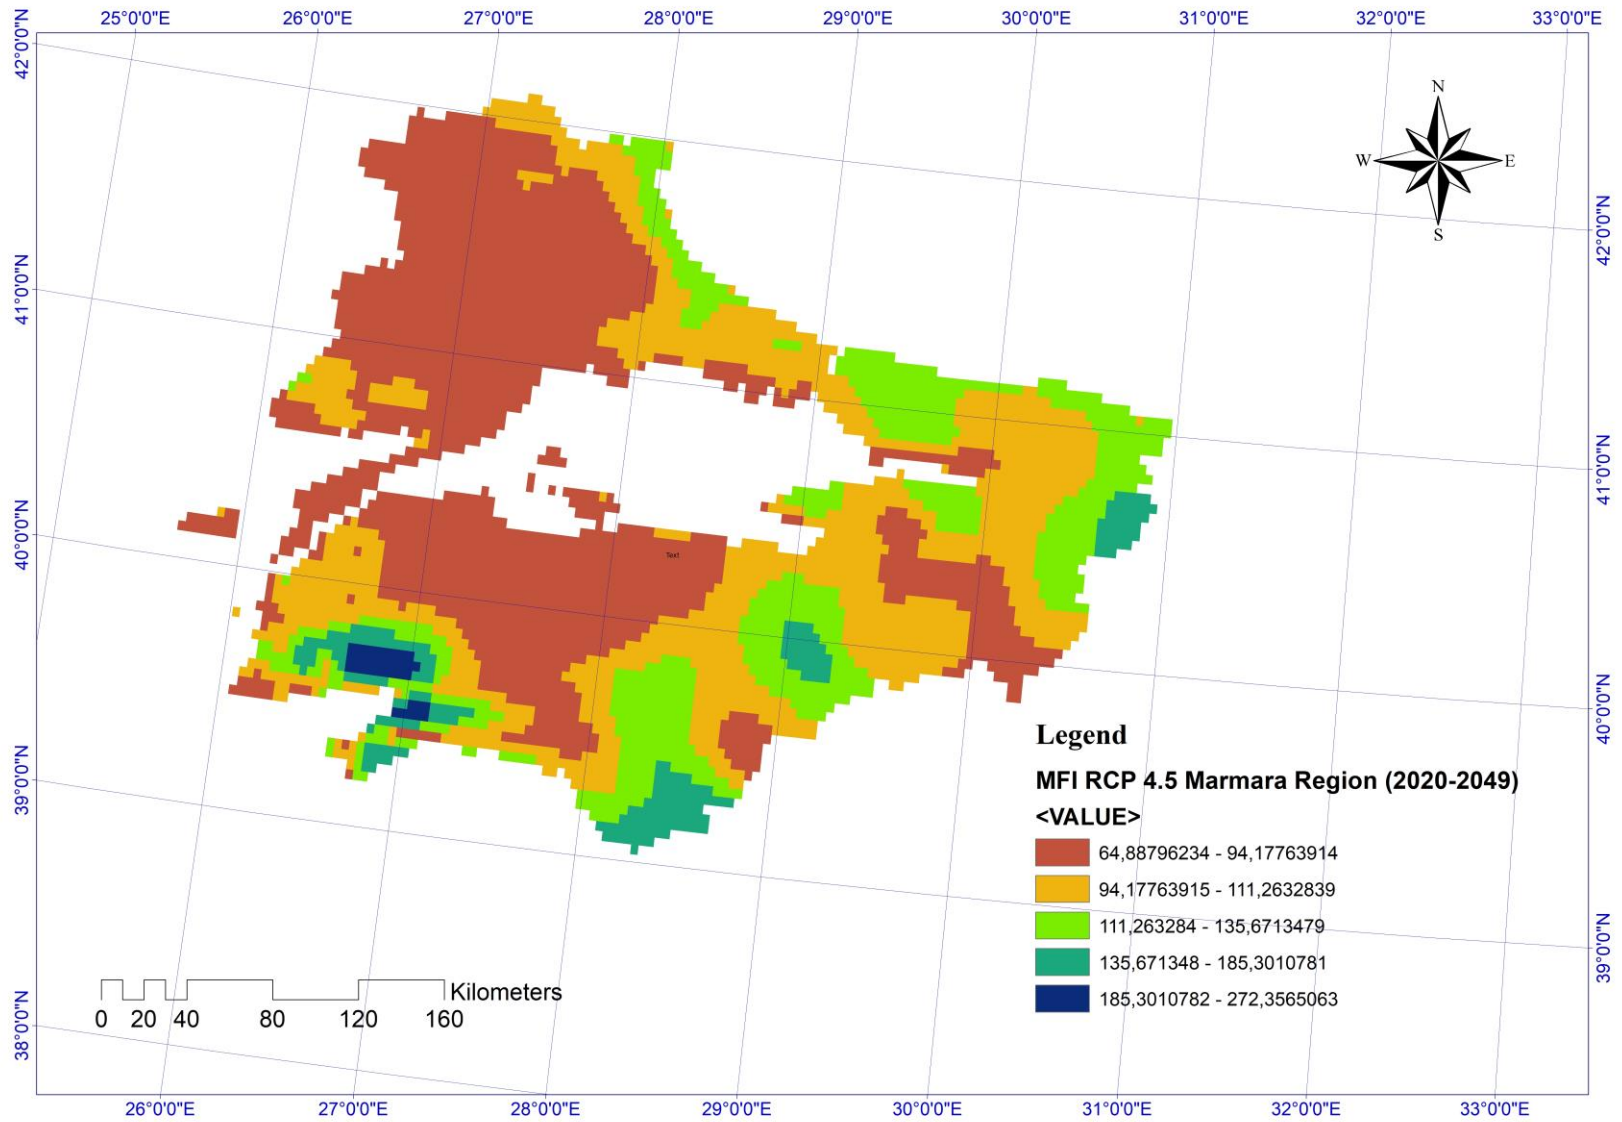 25°0'0"E 26°0'0"E 27°0'0"E 28°0'0"E 29°0'0"E 30°0'0"E 31°0'0"E 32°0'0"E 33°0'0"E
42°0'0"N
41°0'0"N
40°0'0"N
39°0'0"N
38°0'0"N
N
W E
S
42°0'0"N
41°0'0"N
40°0'0"N
39°0'0"N
Text
Legend
MFI RCP 4.5 Marmara Region (2020-2049)
<VALUE>
64,88796234 - 94,17763914
94,17763915 - 111,2632839
111,263284 - 135,6713479
135,671348 - 185,3010781
185,3010782 - 272,3565063
Kilometers
0 20 40 80 120 160
26°0'0"E 27°0'0"E 28°0'0"E 29°0'0"E 30°0'0"E 31°0'0"E 32°0'0"E 33°0'0"E